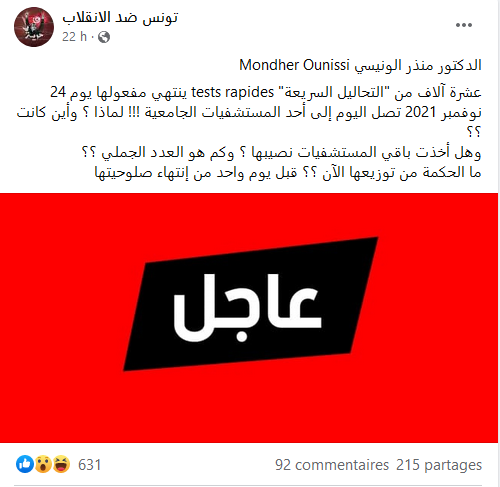 تونس ضد الانقلاب
22 h ·
الدكتور منذر الونيسي Mondher Ounissi
عشرة آلاف من "التحاليل السريعة" tests rapides ينتهي مفعولها يوم 24
نوفمبر 2021 تصل اليوم إلى أحد المستشفيات الجامعية !!! لماذا ؟ وأين كانت
؟؟
وهل أخذت باقي المستشفيات نصيبها ؟ وكم هو العدد الجملي ؟؟
ما الحكمة من توزيعها الآن ؟؟ قبل يوم واحد من إنتهاء صلوحيتها
عاجل
631
92 commentaires 215 partages